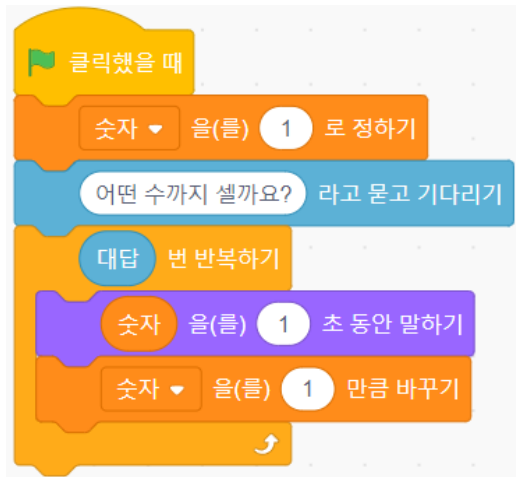 클릭했을 때
숫자 을(를) 1 로 정하기
어떤 수까지 셀까요? 라고 묻고 기다리기
대답 번 반복하기
숫자 을(를) 1 초 동안 말하기
숫자 을(를) 1 만큼 바꾸기